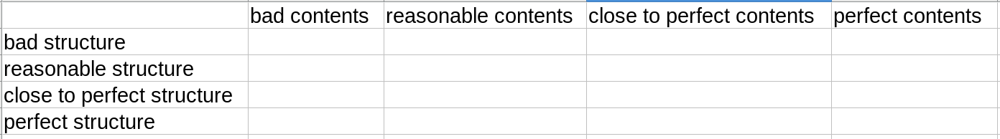 bad contents reasonable contents close to perfect contents perfect contents
bad structure
reasonable structure
close to perfect structure
perfect structure